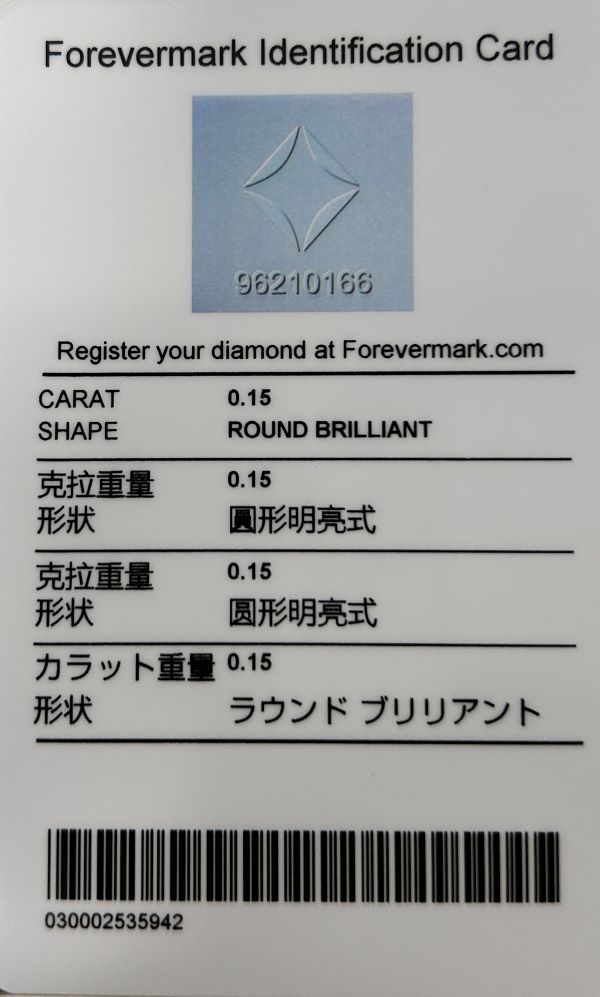 Forevermark Identification Card
96210166
Register your diamond at Forevermark.com
CARAT 0.15
SHAPE ROUND BRILLIANT
克拉重量 0.15
形狀 圓形明亮式
克拉重量 0.15
形状 圆形明亮式
カラット重量 0.15
形状 ラウンド ブリリアント
030002535942